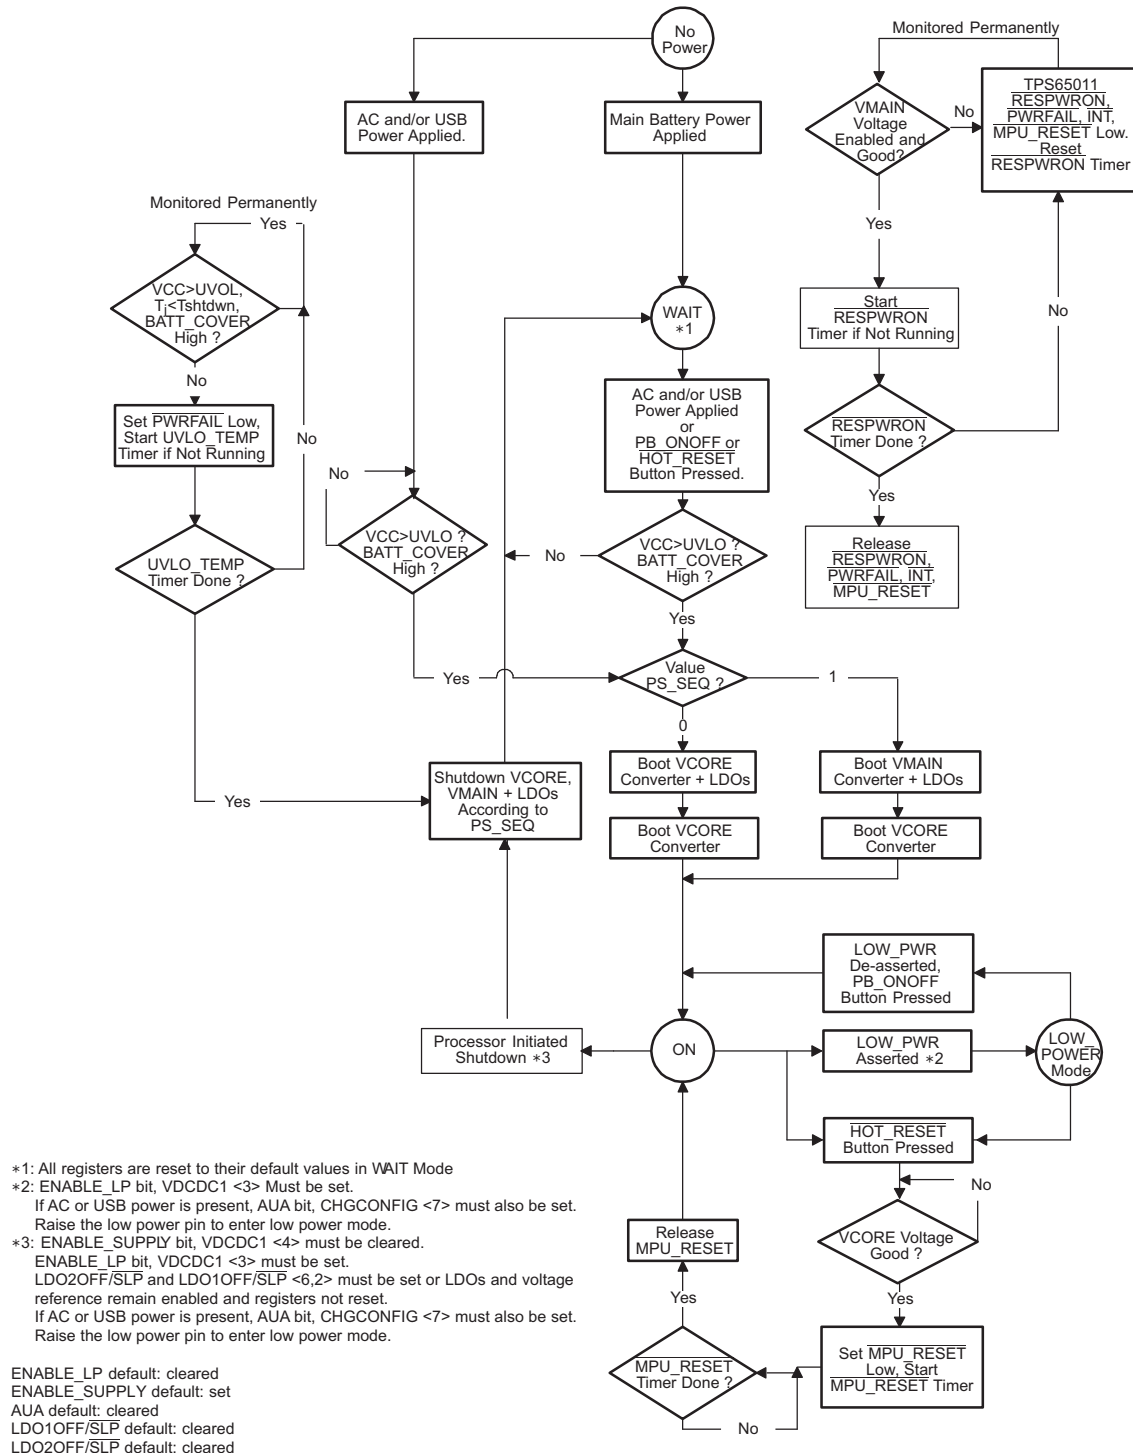 No
Power
Monitored Permanently
AC and/or USB
Power Applied.
Main Battery Power
Applied
VMAIN
Voltage
Enabled and
Good?
No
TPS65011
RESPWRON,
PWRFAIL, INT,
MPU_RESET Low.
Reset
RESPWRON Timer
Monitored Permanently
Yes
Yes
VCC>UVOL,
Tj<Tshtdwn,
BATT_COVER
High ?
WAIT
*1
Start
RESPWRON
Timer if Not Running
No
No
AC and/or USB
Power Applied
or
PB_ONOFF or
HOT_RESET
Button Pressed.
Set PWRFAIL Low,
Start UVLO_TEMP
Timer if Not Running
No
RESPWRON
Timer Done ?
No
Yes
UVLO_TEMP
Timer Done ?
VCC>UVLO ?
BATT_COVER
High ?
No
VCC>UVLO ?
BATT_COVER
High ?
Release
RESPWRON,
PWRFAIL, INT,
MPU_RESET
Yes
Yes
Value
PS_SEQ ?
1
0
Boot VCORE
Converter + LDOs
Boot VMAIN
Converter + LDOs
Yes
Shutdown VCORE,
VMAIN + LDOs
According to
PS_SEQ
Boot VCORE
Converter
Boot VCORE
Converter
LOW_PWR
De-asserted,
PB_ONOFF
Button Pressed
Processor Initiated
Shutdown *3
ON
LOW_PWR
Asserted *2
LOW_
POWER
Mode
HOT_RESET
Button Pressed
No
VCORE Voltage
Good ?
Release
MPU_RESET
Yes
Yes
MPU_RESET
Timer Done ?
Set MPU_RESET
Low, Start
MPU_RESET Timer
No
*1: All registers are reset to their default values in WAIT Mode
*2: ENABLE_LP bit, VDCDC1 <3> Must be set.
If AC or USB power is present, AUA bit, CHGCONFIG <7> must also be set.
Raise the low power pin to enter low power mode.
*3: ENABLE_SUPPLY bit, VDCDC1 <4> must be cleared.
ENABLE_LP bit, VDCDC1 <3> must be set.
LDO2OFF/SLP and LDO1OFF/SLP <6,2> must be set or LDOs and voltage
reference remain enabled and registers not reset.
If AC or USB power is present, AUA bit, CHGCONFIG <7> must also be set.
Raise the low power pin to enter low power mode.
ENABLE_LP default: cleared
ENABLE_SUPPLY default: set
AUA default: cleared
LDO1OFF/SLP default: cleared
LDO2OFF/SLP default: cleared